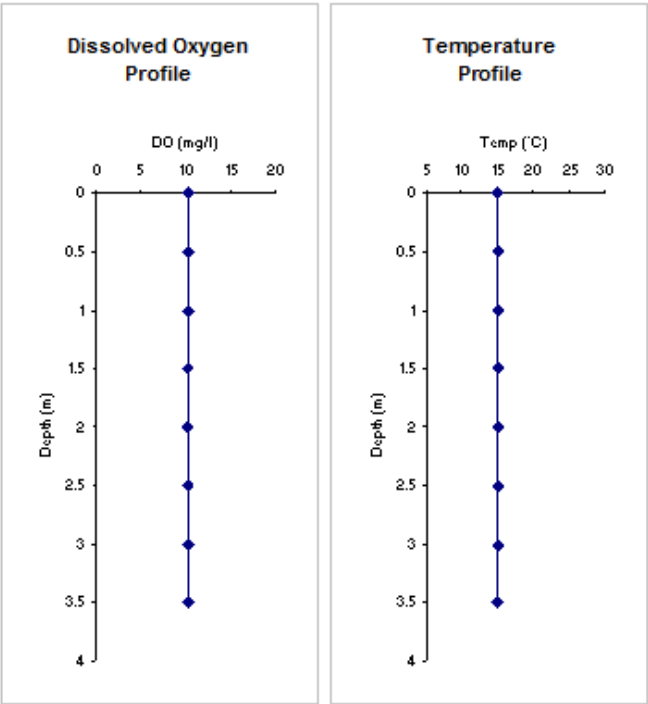 Dissolved Oxygen
Profile
DO (mg/l)
0 5 10 15 20
0
0.5
1
1.5
2
2.5
3
3.5
4
Depth (m)
Temperature
Profile
Temp (˚C)
5 10 15 20 25 30
0
0.5
1
1.5
2
2.5
3
3.5
4
Depth (m)